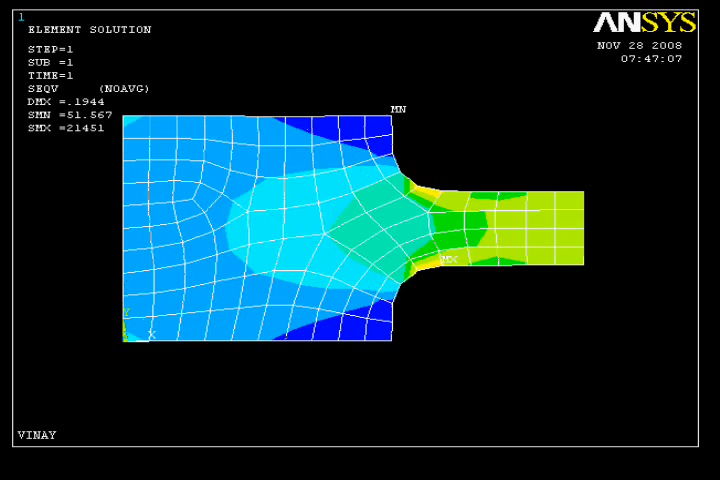 1
ELEMENT SOLUTION
STEP=1
SUB =1
TIME=1
SEQV (NOAVG)
DMX =.1944
SMN =51.567
SMX =21451
ANSYS
NOV 28 2008
07:47:07
MN
MX
Y
X
VINAY